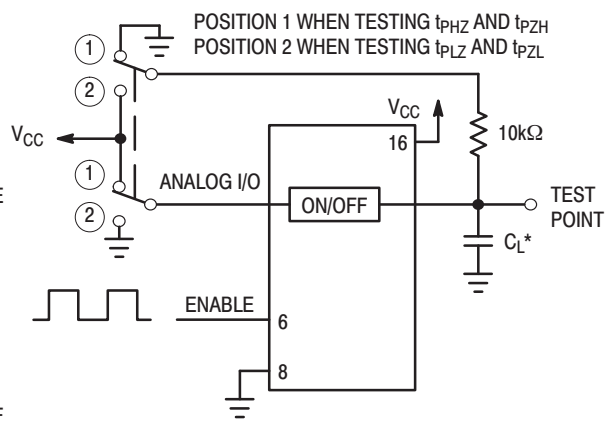 POSITION 1 WHEN TESTING tPHZ AND tPZH
POSITION 2 WHEN TESTING tPLZ AND tPZL
1
2
VCC
VCC
16
10kΩ
1
ANALOG I/O
ON/OFF
TEST
POINT
2
CL*
ENABLE
6
8
E
F